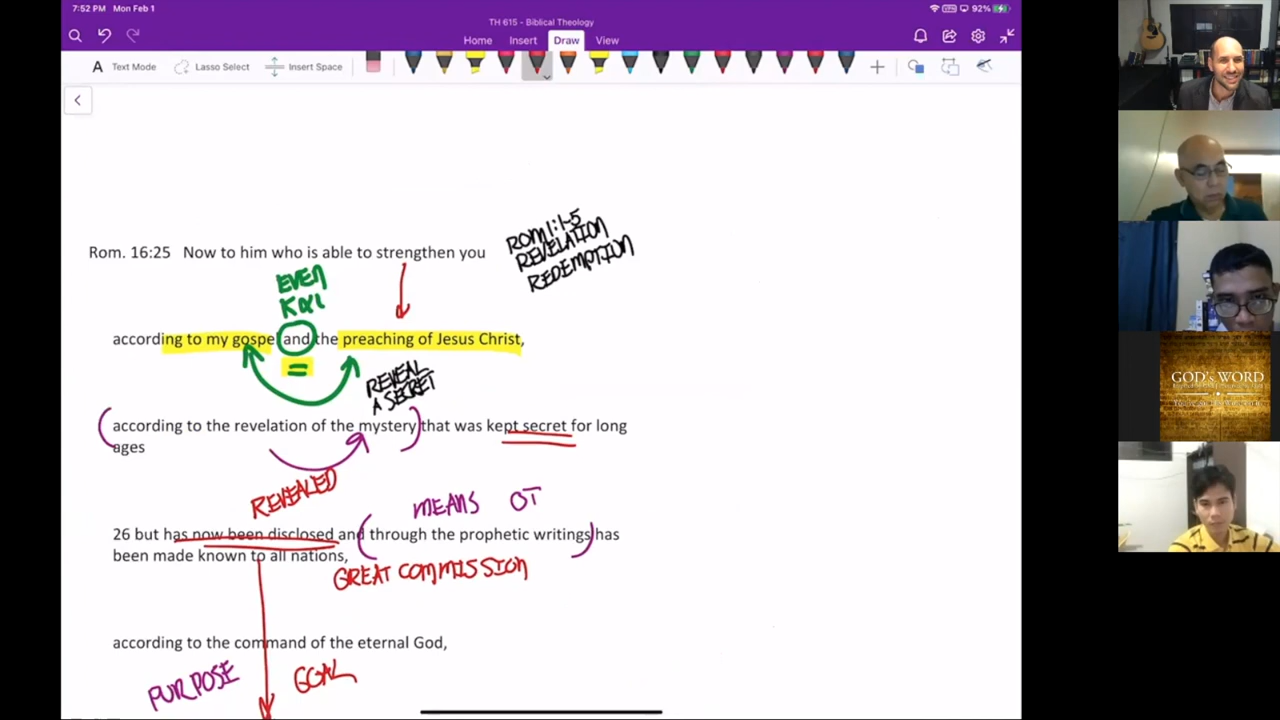 7:52 PM Mon Feb 1
92%
TH 615 - Biblical Theology
Home Insert Draw View
Text Mode Lasso Select Insert Space
Rom. 16:25 Now to him who is able to strengthen you
ROM 1:1-5
REVELATION
REDEMPTION
EVEN
Kαι
according to my gospel and the preaching of Jesus Christ,
=
REVEAL
A SECRET
(according to the revelation of the mystery) that was kept secret for long
ages
REVEALED
MEANS OT
26 but has now been disclosed and (through the prophetic writings) has
been made known to all nations,
GREAT COMMISSION
according to the command of the eternal God,
PURPOSE
GOAL
GOD's WORD